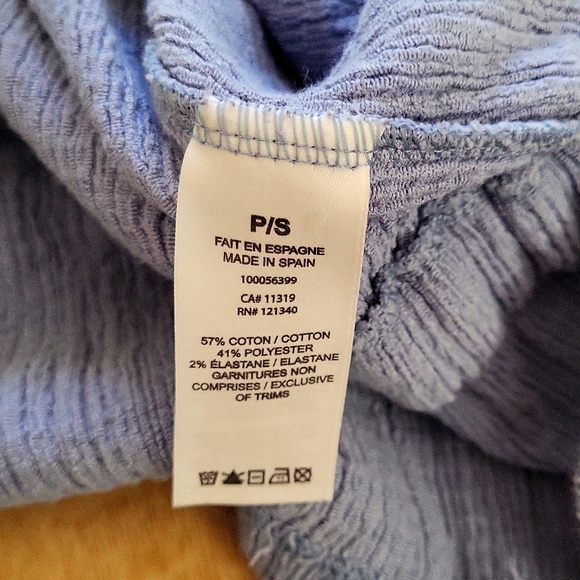 P/S
FAIT EN ESPAGNE
MADE IN SPAIN
100056399
CA# 11319
RN# 121340
57% COTON / COTTON
41% POLYESTER
2% ÉLASTANE / ELASTANE
GARNITURES NON
COMPRISES / EXCLUSIVE
OF TRIMS